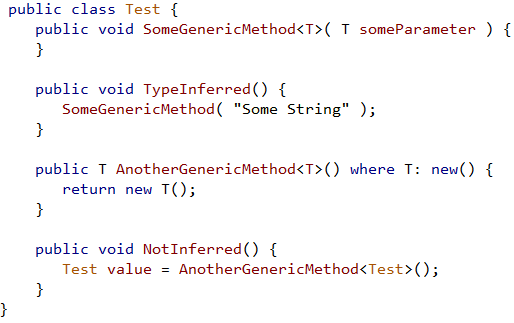 public class Test {
   public void SomeGenericMethod<T>( T someParameter ) {
   }

   public void TypeInferred() {
      SomeGenericMethod( "Some String" );
   }

   public T AnotherGenericMethod<T>() where T: new() {
      return new T();
   }

   public void NotInferred() {
      Test value = AnotherGenericMethod<Test>();
   }
}